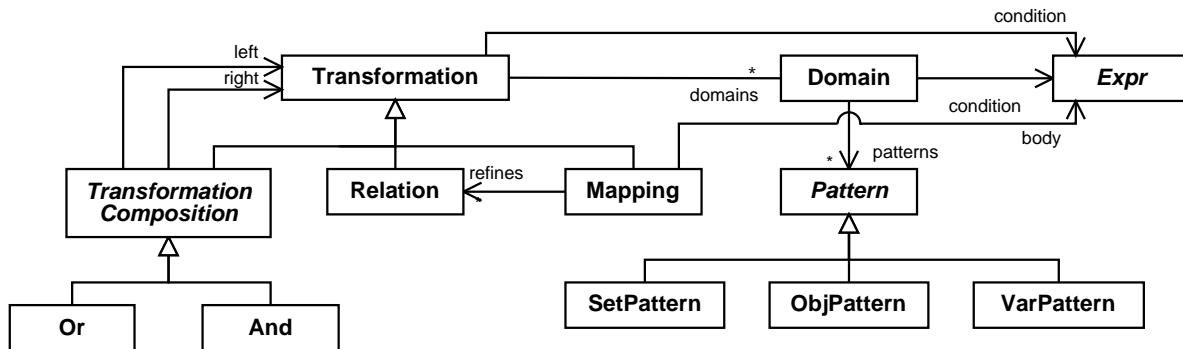 condition
left
Transformation
*
Domain
Expr
right
domains
condition
body
* patterns
Transformation
Composition
Relation
refines
*
Mapping
Pattern
SetPattern
ObjPattern
VarPattern
Or
And